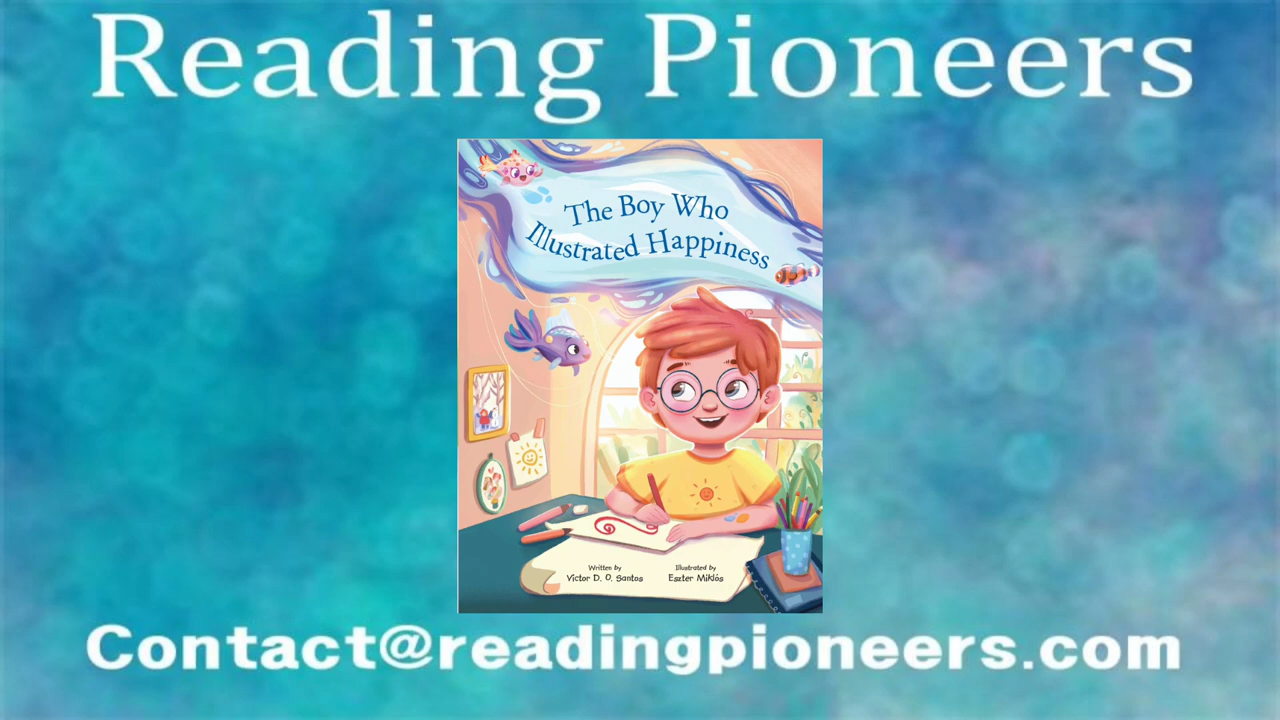 Reading Pioneers
The Boy Who
Illustrated Happiness
Written by
Victor D. O. Santos
Illustrated by
Eszter Miklós
Contact@readingpioneers.com